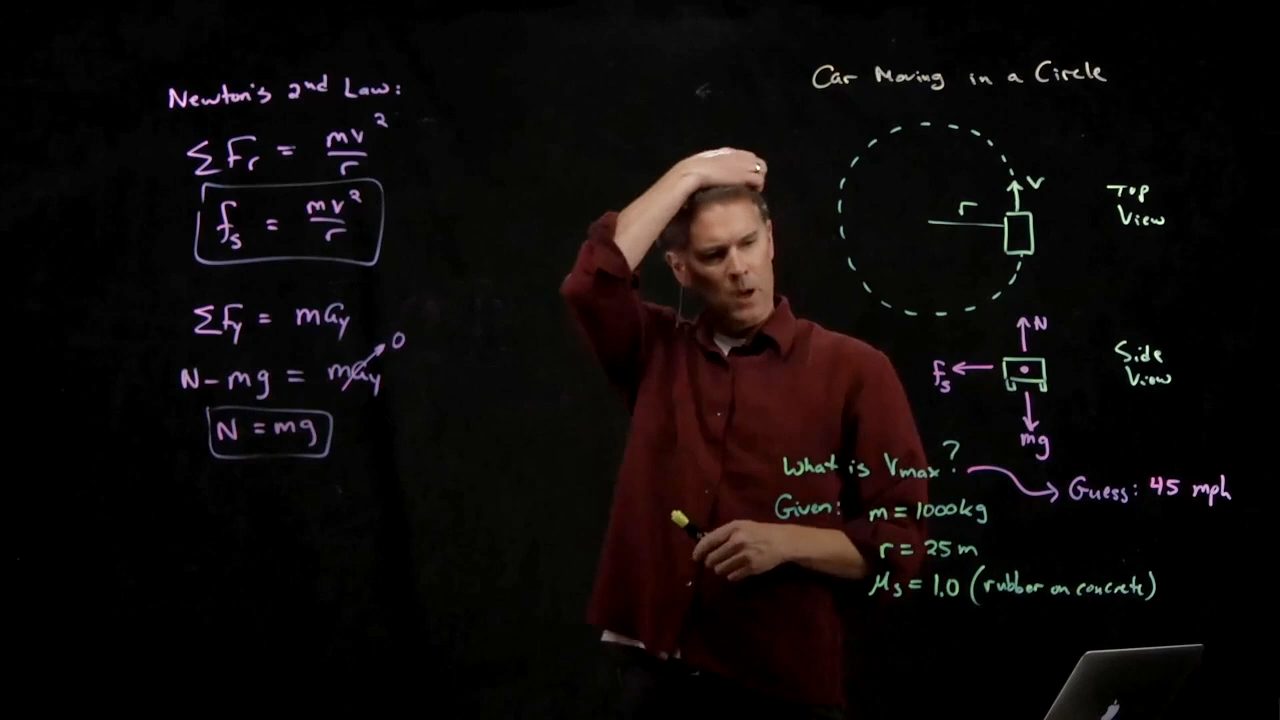 Newton's 2nd Law:
ΣFr = mv²/r
fs = mv²/r
ΣFy = may
N-mg = may 0
N = mg
Car Moving in a Circle
r
v
Top
View
N
fs
mg
Side
View
What is Vmax?
Guess: 45 mph
Given: m = 1000kg
r = 25m
μs = 1.0 (rubber on concrete)